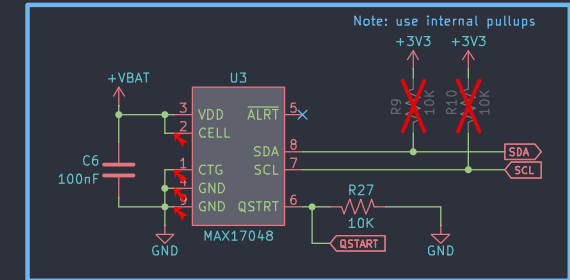 Note: use internal pullups
+3V3 +3V3
+VBAT
U3
3 VDD ALRT 5
2 CELL
R9 10K R10 10K
SDA 8 SDA
1 CTG SCL 7 SCL
C6
100nF
4 GND
9 GND QSTRT 6
R27
10K
MAX17048
QSTART
GND GND